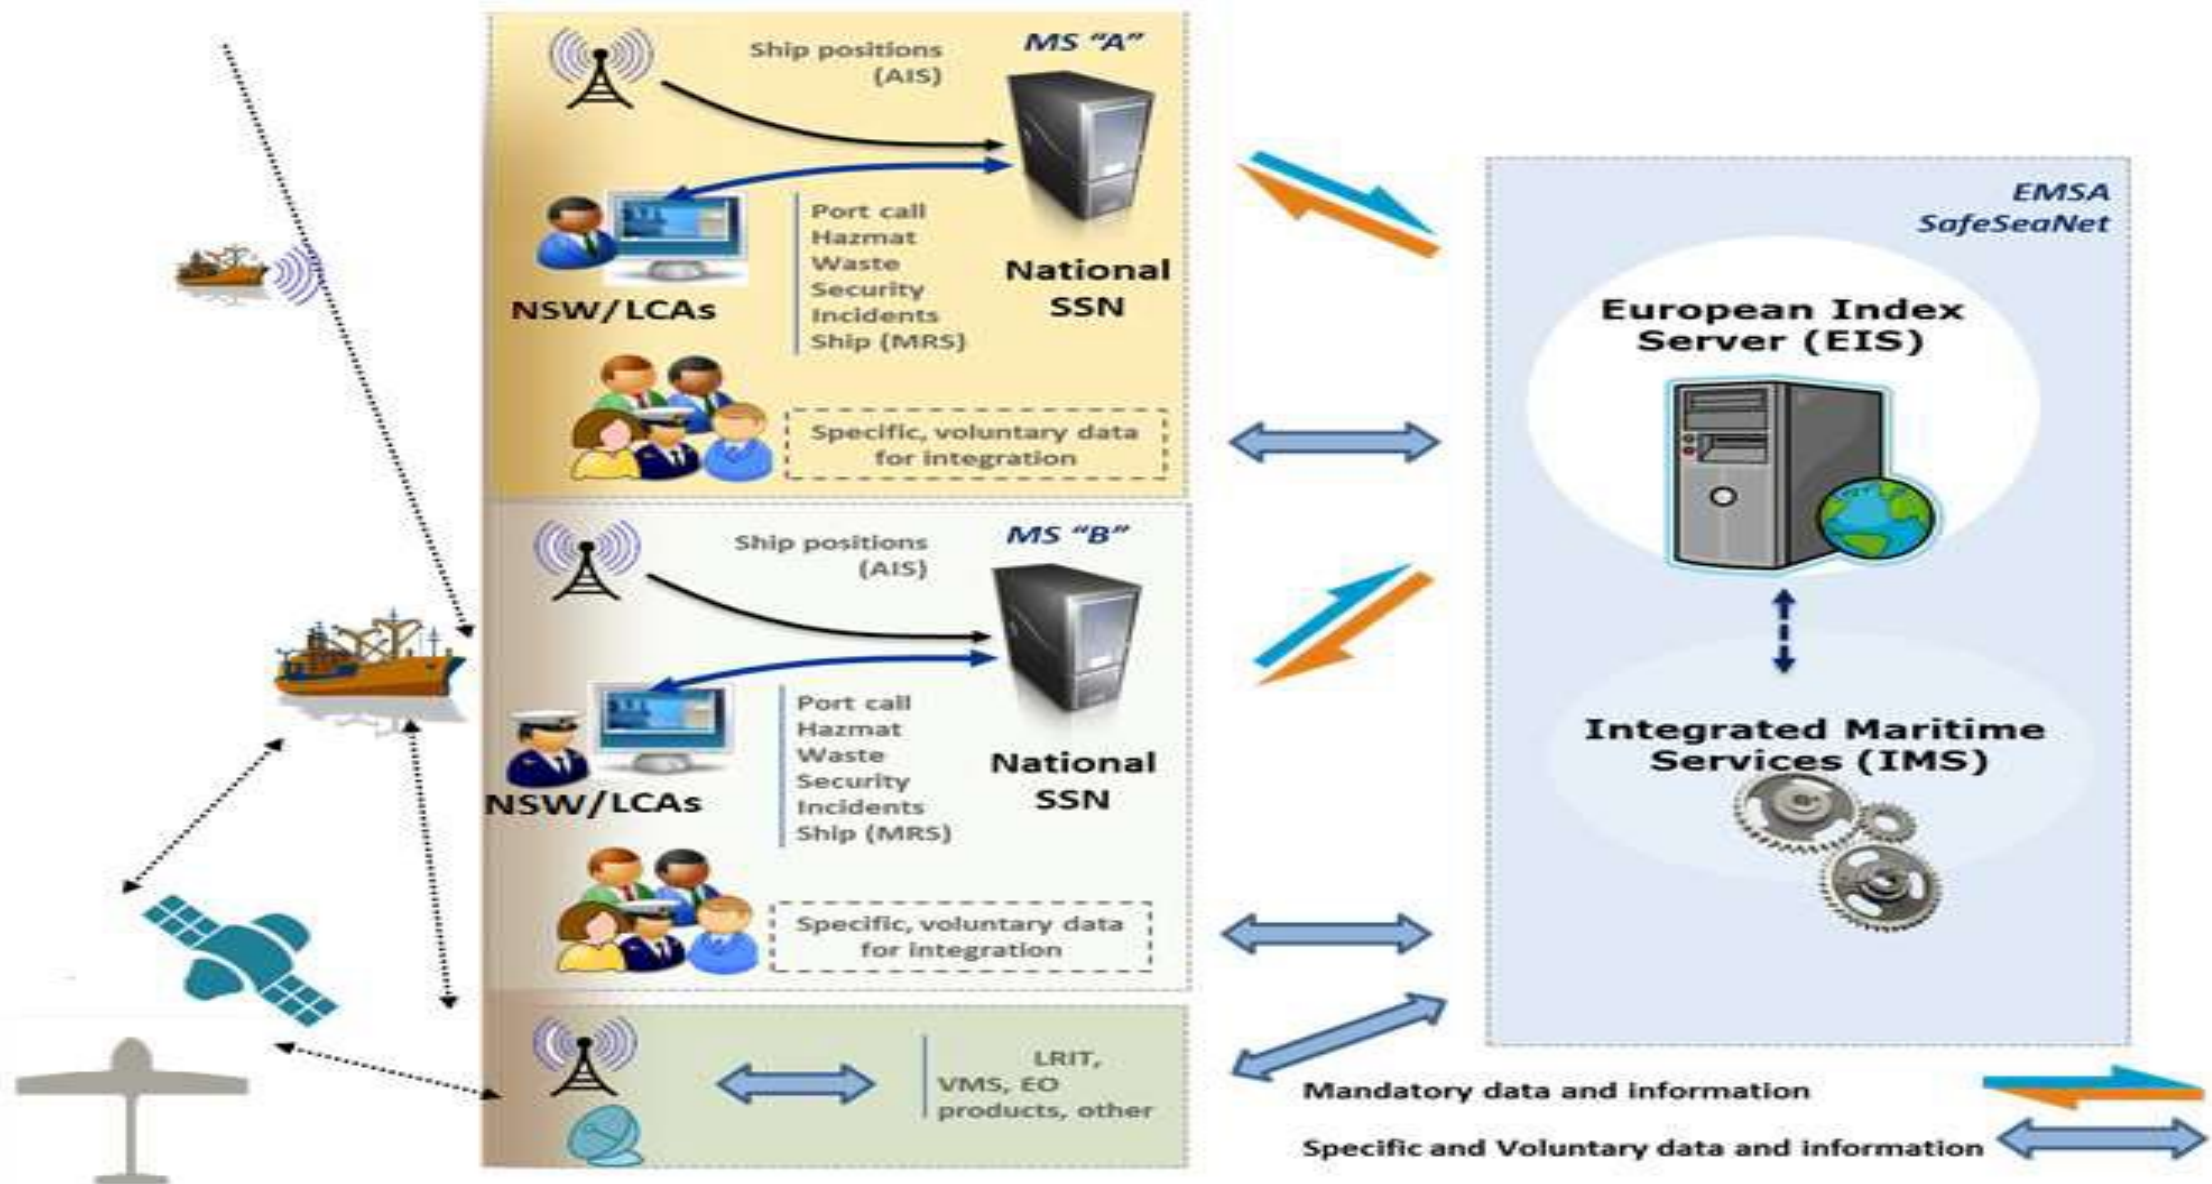 Ship positions
(AIS)
MS “A”
Port call
Hazmat
Waste
Security
Incidents
Ship (MRS)
NSW/LCAs
National
SSN
Specific, voluntary data
for integration
Ship positions
(AIS)
MS “B”
Port call
Hazmat
Waste
Security
Incidents
Ship (MRS)
NSW/LCAs
National
SSN
Specific, voluntary data
for integration
LRIT,
VMS, EO
products, other
EMSA
SafeSeaNet
European Index
Server (EIS)
Integrated Maritime
Services (IMS)
Mandatory data and information
Specific and Voluntary data and information